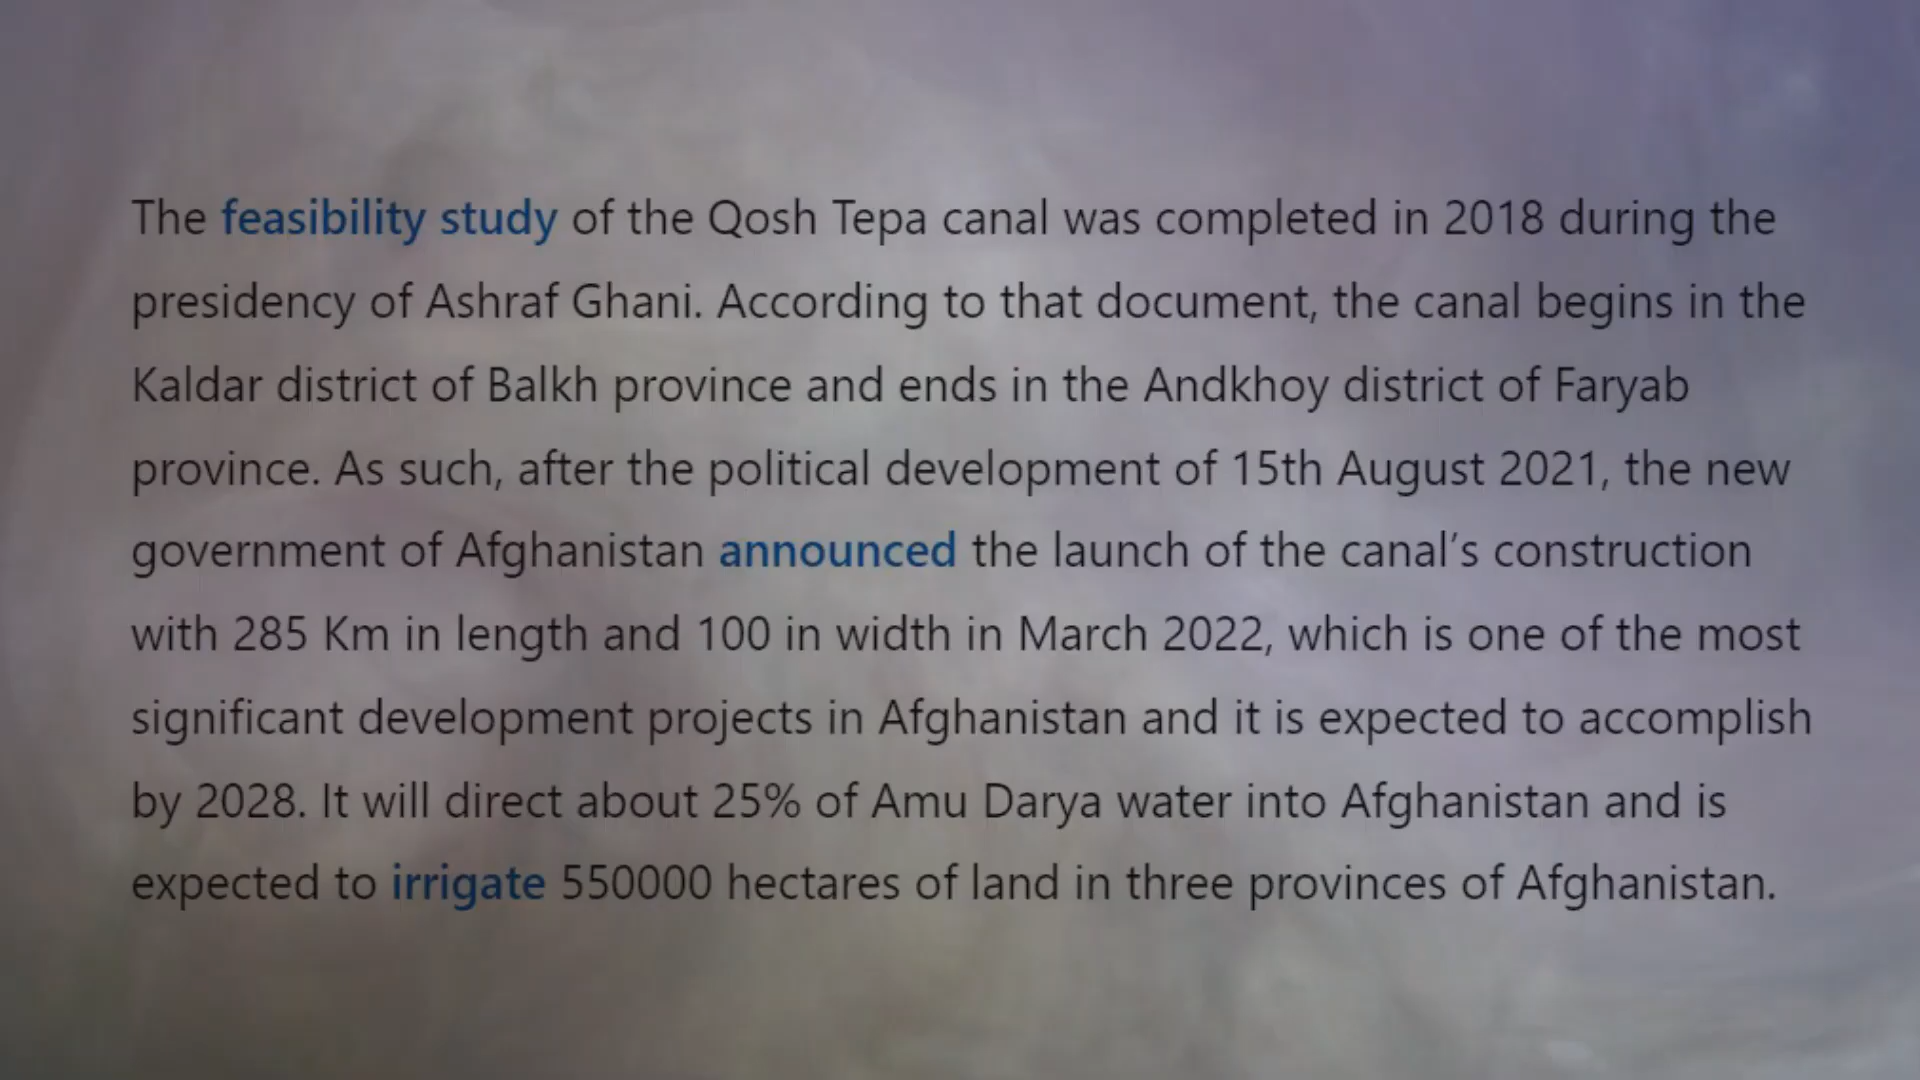 The feasibility study of the Qosh Tepa canal was completed in 2018 during the
presidency of Ashraf Ghani. According to that document, the canal begins in the
Kaldar district of Balkh province and ends in the Andkhoy district of Faryab
province. As such, after the political development of 15th August 2021, the new
government of Afghanistan announced the launch of the canal’s construction
with 285 Km in length and 100 in width in March 2022, which is one of the most
significant development projects in Afghanistan and it is expected to accomplish
by 2028. It will direct about 25% of Amu Darya water into Afghanistan and is
expected to irrigate 550000 hectares of land in three provinces of Afghanistan.